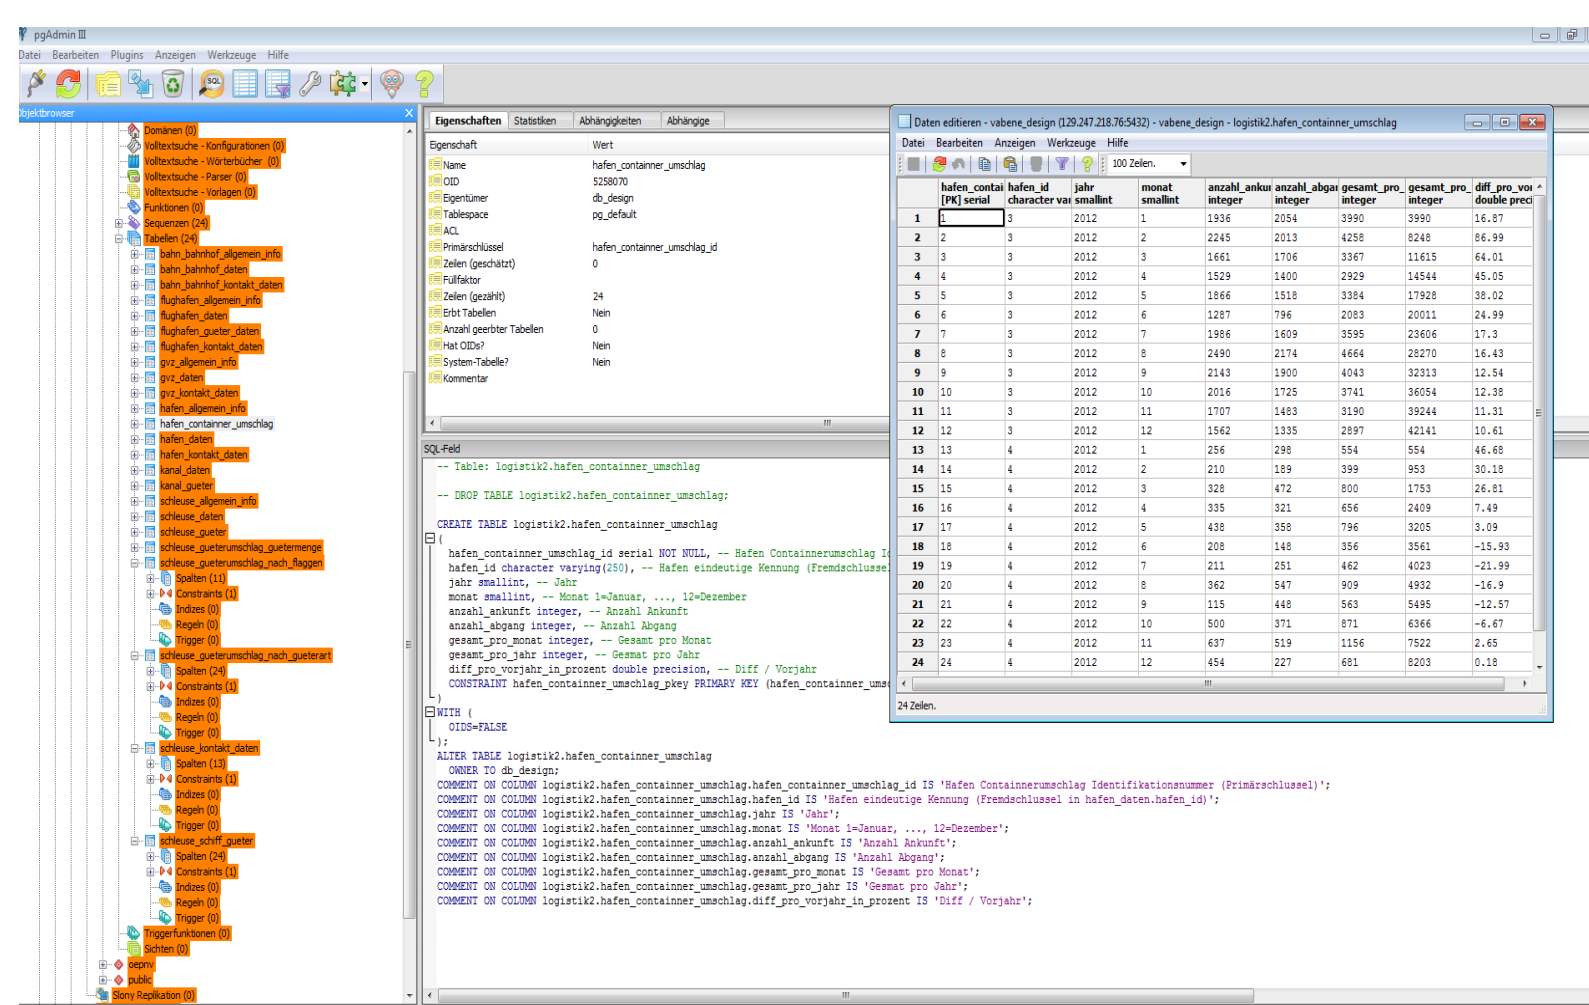 pgAdmin III
Datei Bearbeiten Plugins Anzeigen Werkzeuge Hilfe
Objektbrowser
Domänen (0)
Volltextsuche - Konfigurationen (0)
Volltextsuche - Wörterbücher (0)
Volltextsuche - Parser (0)
Volltextsuche - Vorlagen (0)
Funktionen (0)
Sequenzen (24)
Tabellen (24)
bahn_bahnhof_allgemein_info
bahn_bahnhof_daten
bahn_bahnhof_kontakt_daten
flughafen_allgemein_info
flughafen_daten
flughafen_gueter_daten
flughafen_kontakt_daten
gvz_allgemein_info
gvz_daten
gvz_kontakt_daten
hafen_allgemein_info
hafen_containner_umschlag
hafen_daten
hafen_kontakt_daten
kanal_daten
kanal_gueter
schleuse_allgemein_info
schleuse_daten
schleuse_gueter
schleuse_gueterumschlag_guetermenge
schleuse_gueterumschlag_nach_flaggen
Spalten (11)
Constraints (1)
Indizes (0)
Regeln (0)
Trigger (0)
schleuse_gueterumschlag_nach_gueterart
Spalten (24)
Constraints (1)
Indizes (0)
Regeln (0)
Trigger (0)
schleuse_kontakt_daten
Spalten (13)
Constraints (1)
Indizes (0)
Regeln (0)
Trigger (0)
schleuse_schiff_gueter
Spalten (24)
Constraints (1)
Indizes (0)
Regeln (0)
Trigger (0)
Triggerfunktionen (0)
Sichten (0)
oepnv
public
Slony Replikation (0)
Eigenschaften Statistiken Abhängigkeiten Abhängige
Eigenschaft Wert
Name hafen_containner_umschlag
OID 5258070
Eigentümer db_design
Tablespace pg_default
ACL
Primärschlüssel hafen_containner_umschlag_id
Zeilen (geschätzt) 0
Füllfaktor
Zeilen (gezählt) 24
Erbt Tabellen Nein
Anzahl geerbter Tabellen 0
Hat OIDs? Nein
System-Tabelle? Nein
Kommentar
SQL-Feld
-- Table: logistik2.hafen_containner_umschlag
-- DROP TABLE logistik2.hafen_containner_umschlag;
CREATE TABLE logistik2.hafen_containner_umschlag
(
hafen_containner_umschlag_id serial NOT NULL, -- Hafen Containnerumschlag Id
hafen_id character varying(250), -- Hafen eindeutige Kennung (Fremdschlussel
jahr smallint, -- Jahr
monat smallint, -- Monat 1=Januar, ..., 12=Dezember
anzahl_ankunft integer, -- Anzahl Ankunft
anzahl_abgang integer, -- Anzahl Abgang
gesamt_pro_monat integer, -- Gesamt pro Monat
gesamt_pro_jahr integer, -- Gesmat pro Jahr
diff_pro_vorjahr_in_prozent double precision, -- Diff / Vorjahr
CONSTRAINT hafen_containner_umschlag_pkey PRIMARY KEY (hafen_containner_umsc
)
WITH (
OIDS=FALSE
);
ALTER TABLE logistik2.hafen_containner_umschlag
OWNER TO db_design;
COMMENT ON COLUMN logistik2.hafen_containner_umschlag.hafen_containner_umschlag_id IS 'Hafen Containnerumschlag Identifikationsnummer (Primärschlussel)';
COMMENT ON COLUMN logistik2.hafen_containner_umschlag.hafen_id IS 'Hafen eindeutige Kennung (Fremdschlussel in hafen_daten.hafen_id)';
COMMENT ON COLUMN logistik2.hafen_containner_umschlag.jahr IS 'Jahr';
COMMENT ON COLUMN logistik2.hafen_containner_umschlag.monat IS 'Monat 1=Januar, ..., 12=Dezember';
COMMENT ON COLUMN logistik2.hafen_containner_umschlag.anzahl_ankunft IS 'Anzahl Ankunft';
COMMENT ON COLUMN logistik2.hafen_containner_umschlag.anzahl_abgang IS 'Anzahl Abgang';
COMMENT ON COLUMN logistik2.hafen_containner_umschlag.gesamt_pro_monat IS 'Gesamt pro Monat';
COMMENT ON COLUMN logistik2.hafen_containner_umschlag.gesamt_pro_jahr IS 'Gesmat pro Jahr';
COMMENT ON COLUMN logistik2.hafen_containner_umschlag.diff_pro_vorjahr_in_prozent IS 'Diff / Vorjahr';
Daten editieren - vabene_design (129.247.218.76:5432) - vabene_design - logistik2.hafen_containner_umschlag
Datei Bearbeiten Anzeigen Werkzeuge Hilfe
100 Zeilen.
hafen_contai hafen_id jahr monat anzahl_ankun anzahl_abgan gesamt_pro_ gesamt_pro_ diff_pro_vor
[PK] serial character var smallint smallint integer integer integer integer double preci
1 1 3 2012 1 1936 2054 3990 3990 16.87
2 2 3 2012 2 2245 2013 4258 8248 86.99
3 3 3 2012 3 1661 1706 3367 11615 64.01
4 4 3 2012 4 1529 1400 2929 14544 45.05
5 5 3 2012 5 1866 1518 3384 17928 38.02
6 6 3 2012 6 1287 796 2083 20011 24.99
7 7 3 2012 7 1986 1609 3595 23606 17.3
8 8 3 2012 8 2490 2174 4664 28270 16.43
9 9 3 2012 9 2143 1900 4043 32313 12.54
10 10 3 2012 10 2016 1725 3741 36054 12.38
11 11 3 2012 11 1707 1483 3190 39244 11.31
12 12 3 2012 12 1562 1335 2897 42141 10.61
13 13 4 2012 1 256 298 554 554 46.68
14 14 4 2012 2 210 189 399 953 30.18
15 15 4 2012 3 328 472 800 1753 26.81
16 16 4 2012 4 335 321 656 2409 7.49
17 17 4 2012 5 438 358 796 3205 3.09
18 18 4 2012 6 208 148 356 3561 -15.93
19 19 4 2012 7 211 251 462 4023 -21.99
20 20 4 2012 8 362 547 909 4932 -16.9
21 21 4 2012 9 115 448 563 5495 -12.57
22 22 4 2012 10 500 371 871 6366 -6.67
23 23 4 2012 11 637 519 1156 7522 2.65
24 24 4 2012 12 454 227 681 8203 0.18
24 Zeilen.